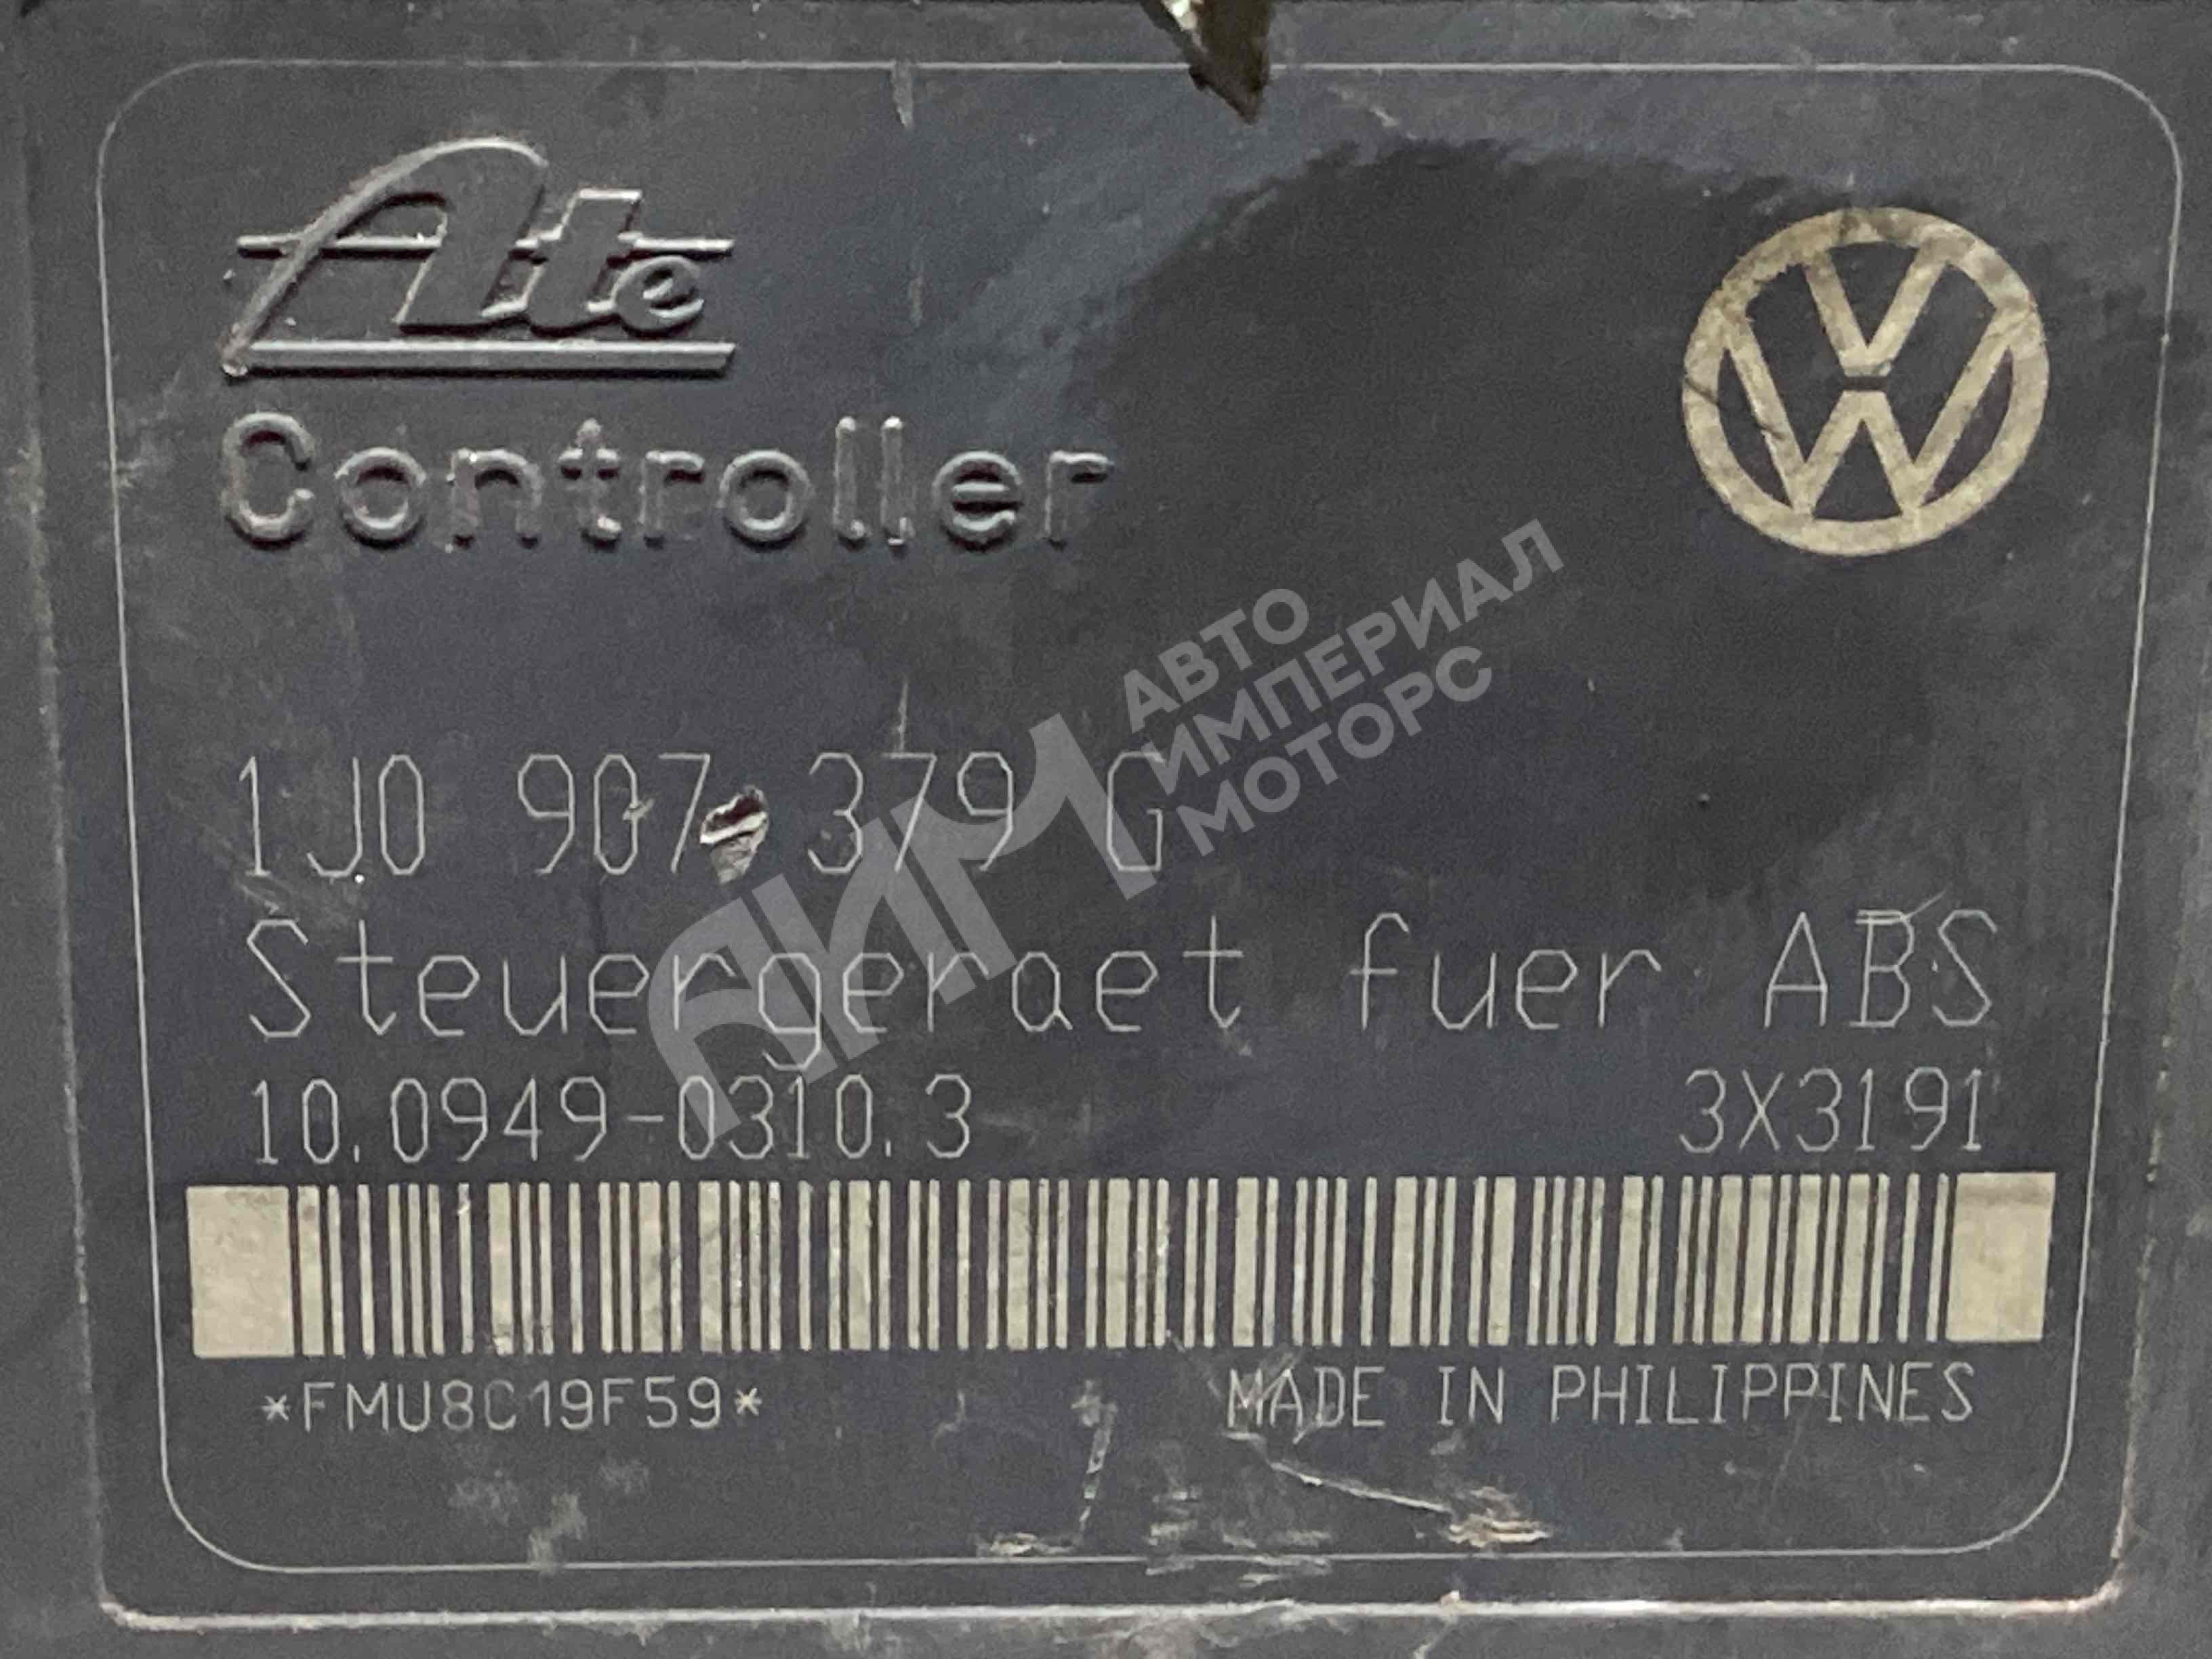 Ate
Controller
АВТО
ИМПЕРИАЛ
МОТОРС
АИМ
1J0 907 379 G
Steuergeraet fuer ABS
10.0949-0310.3 3X3191
*FMU8C19F59* MADE IN PHILIPPINES